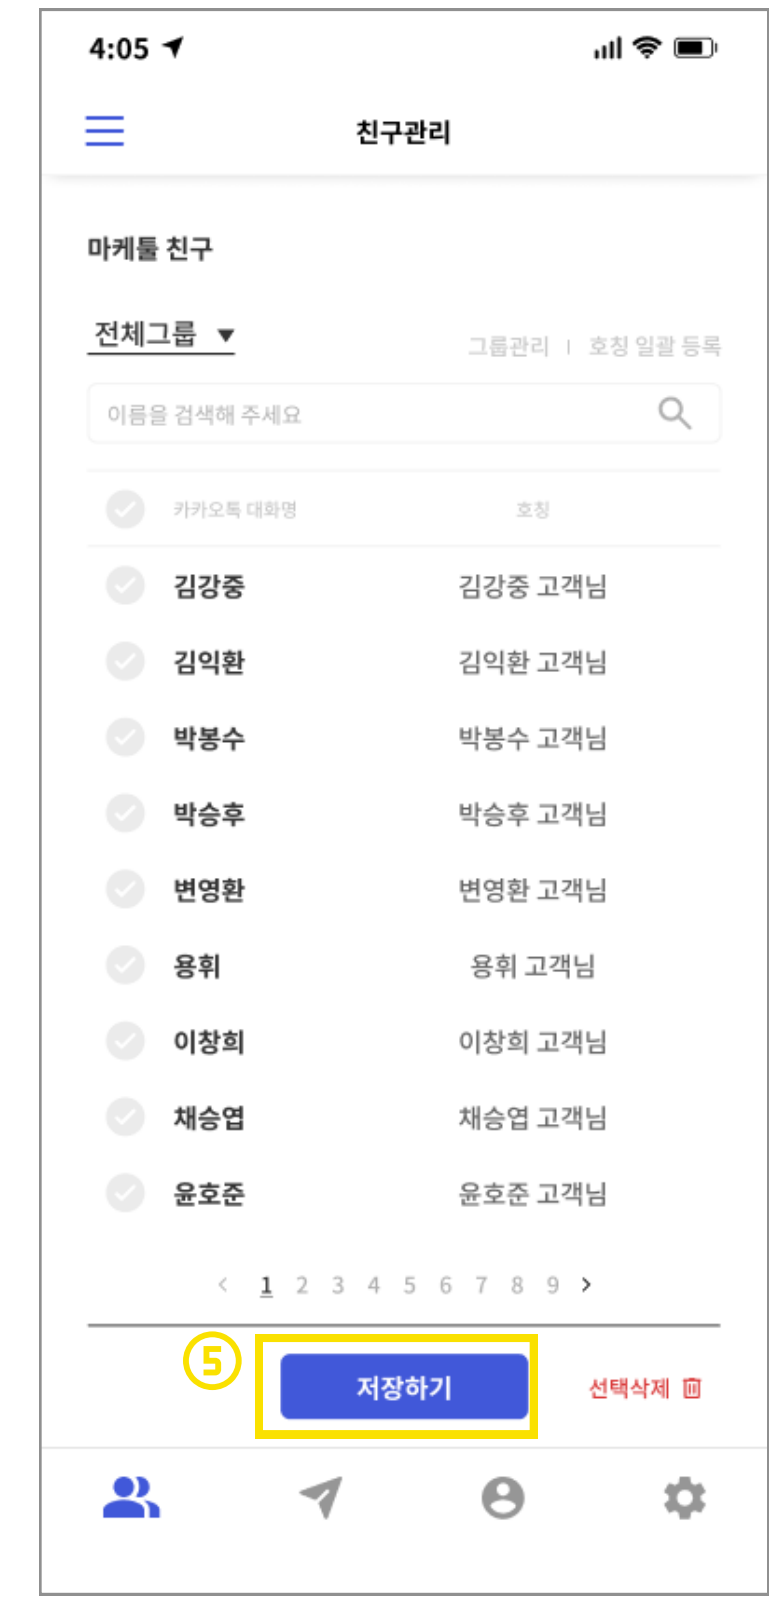 4:05
친구관리
마케툴 친구
전체그룹 ▼
그룹관리 | 호칭 일괄 등록
이름을 검색해 주세요
카카오톡 대화명 호칭
김강중 김강중 고객님
김익환 김익환 고객님
박봉수 박봉수 고객님
박승후 박승후 고객님
변영환 변영환 고객님
용휘 용휘 고객님
이창희 이창희 고객님
채승엽 채승엽 고객님
윤호준 윤호준 고객님
< 1 2 3 4 5 6 7 8 9 >
5 저장하기 선택삭제